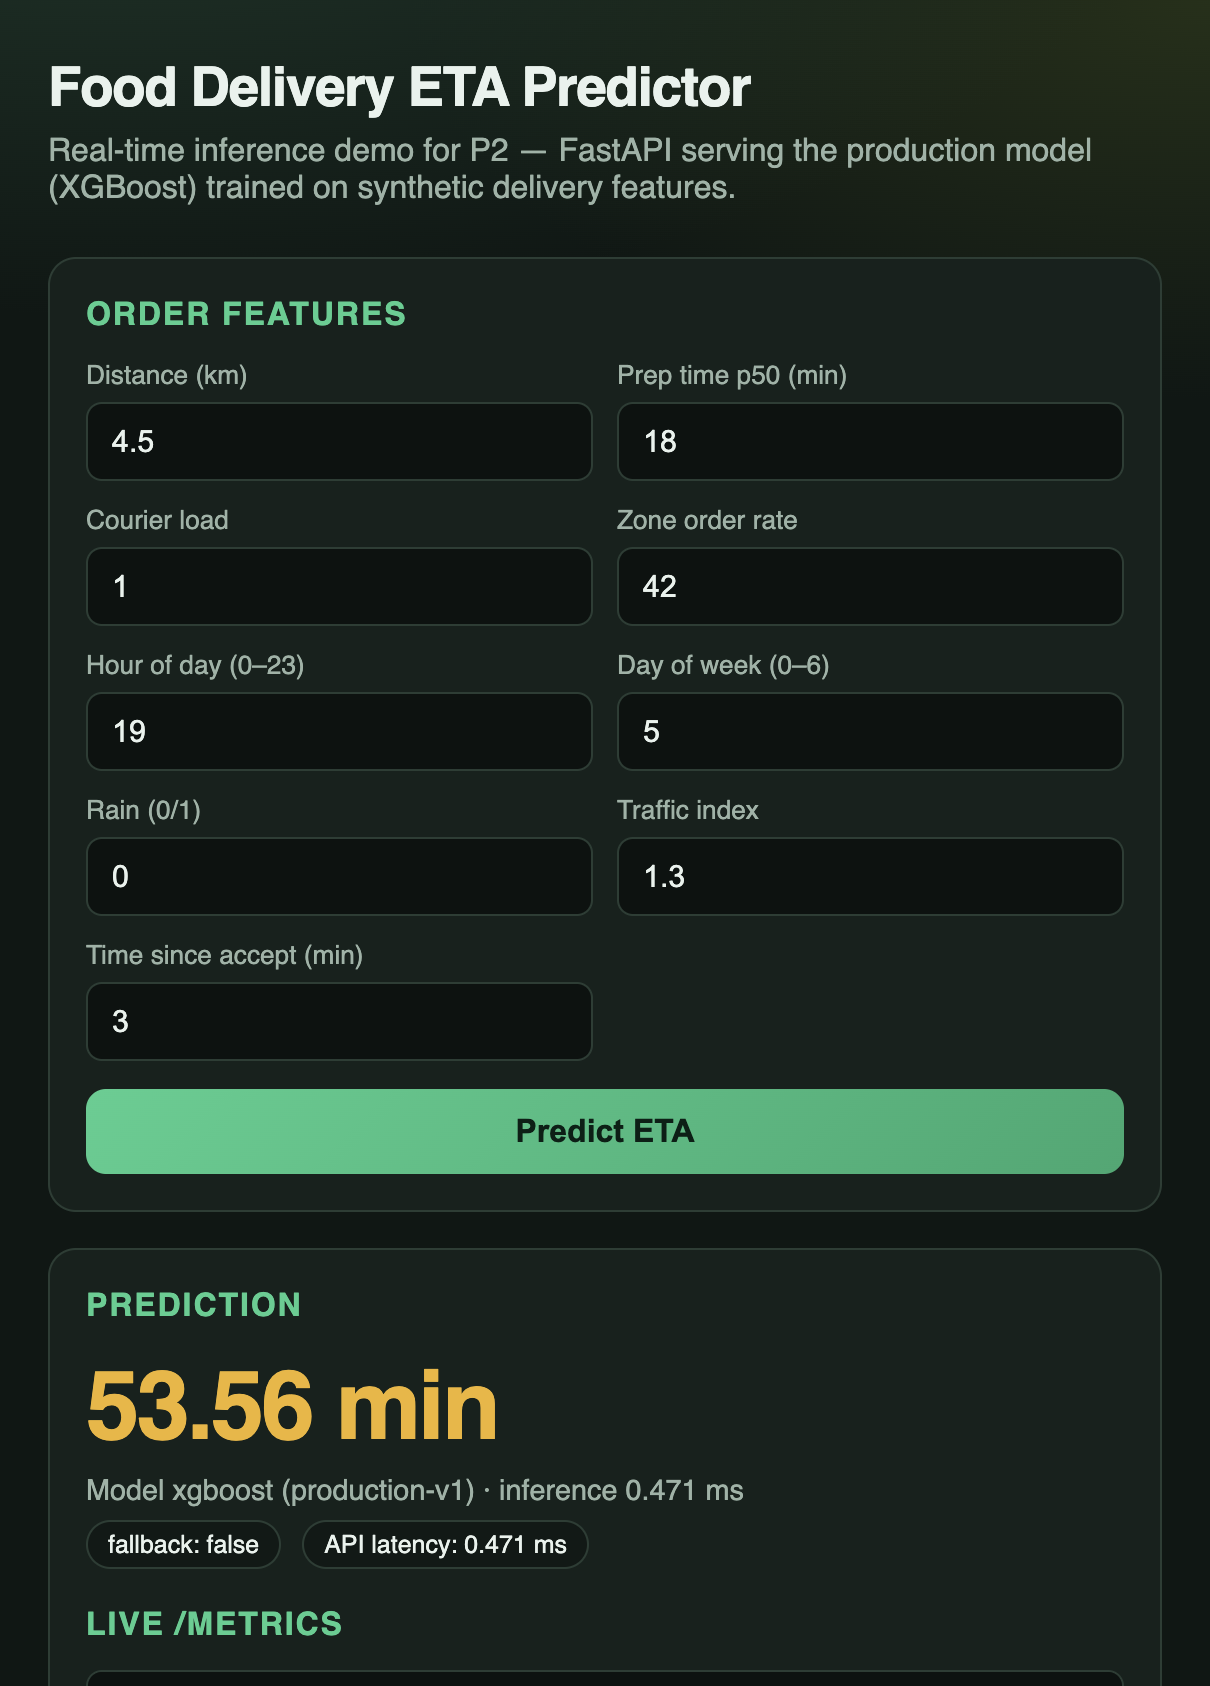 Food Delivery ETA Predictor
Real-time inference demo for P2 — FastAPI serving the production model
(XGBoost) trained on synthetic delivery features.
ORDER FEATURES
Distance (km)
Prep time p50 (min)
4.5
18
Courier load
Zone order rate
1
42
Hour of day (0–23)
Day of week (0–6)
19
5
Rain (0/1)
Traffic index
0
1.3
Time since accept (min)
3
Predict ETA
PREDICTION
53.56 min
Model xgboost (production-v1) · inference 0.471 ms
fallback: false
API latency: 0.471 ms
LIVE /METRICS